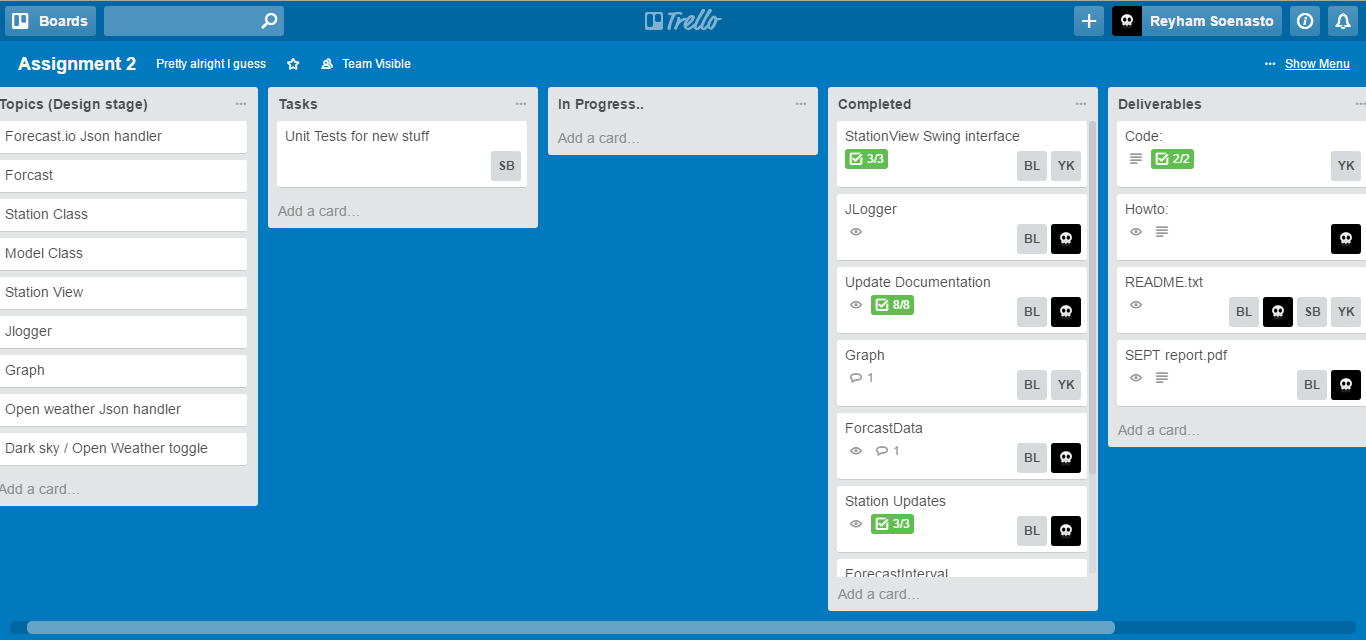 Boards
Trello
Reyham Soenasto
Assignment 2
Pretty alright I guess
Team Visible
Show Menu
Topics (Design stage)
Forecast.io Json handler
Forcast
Station Class
Model Class
Station View
Jlogger
Graph
Open weather Json handler
Dark sky / Open Weather toggle
Add a card...
Tasks
Unit Tests for new stuff
SB
Add a card...
In Progress..
Add a card...
Completed
StationView Swing interface
3/3
BL YK
JLogger
BL
Update Documentation
8/8
BL
Graph
1
BL YK
ForcastData
1
BL
Station Updates
3/3
BL
ForecastInterval
Add a card...
Deliverables
Code:
2/2
YK
Howto:
README.txt
BL SB YK
SEPT report.pdf
BL
Add a card...